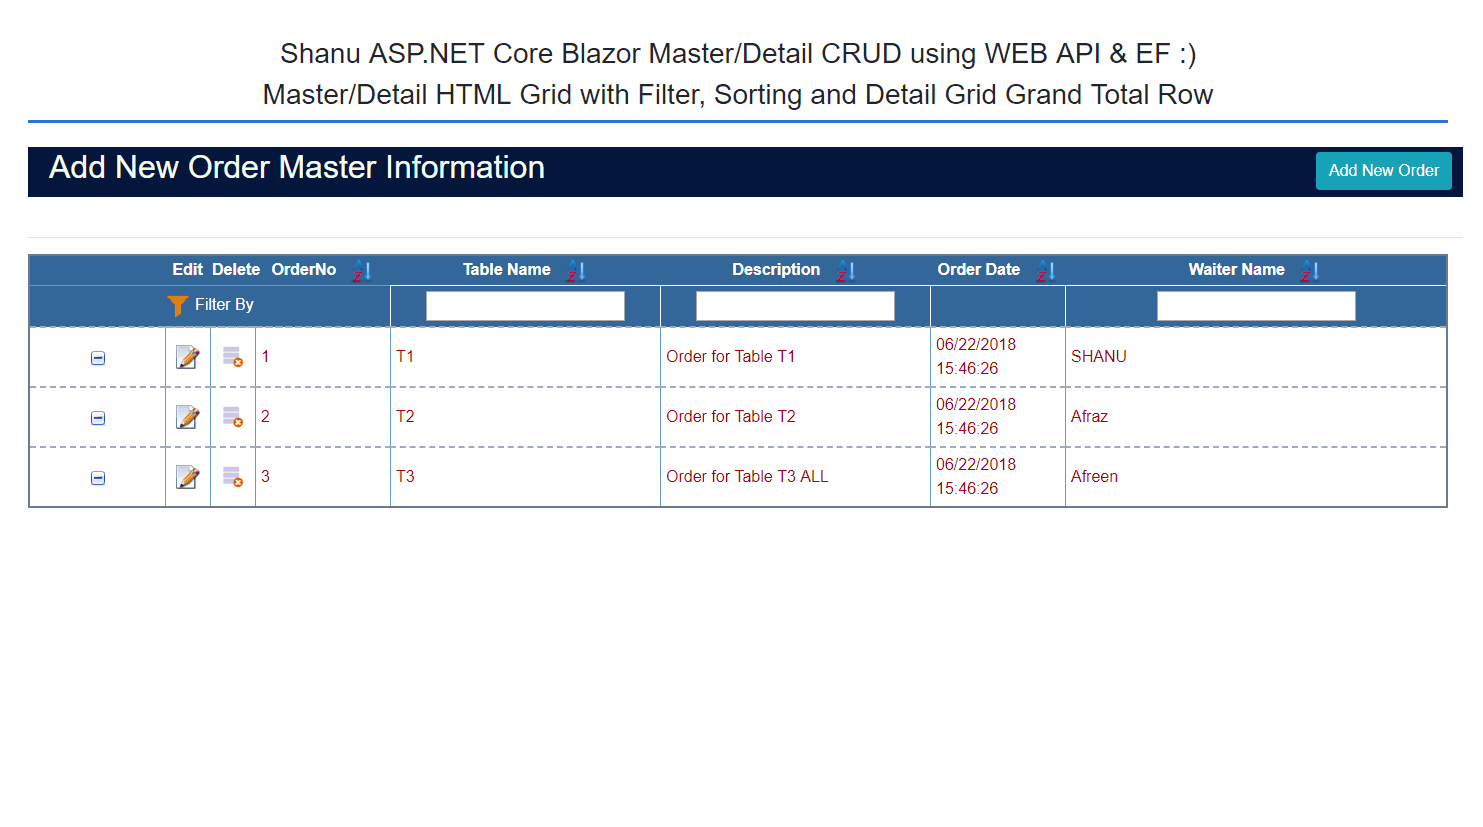 Shanu ASP.NET Core Blazor Master/Detail CRUD using WEB API & EF :)
Master/Detail HTML Grid with Filter, Sorting and Detail Grid Grand Total Row
Add New Order Master Information
Add New Order
Edit Delete OrderNo Table Name Description Order Date Waiter Name
Filter By
1 T1 Order for Table T1 06/22/2018 15:46:26 SHANU
2 T2 Order for Table T2 06/22/2018 15:46:26 Afraz
3 T3 Order for Table T3 ALL 06/22/2018 15:46:26 Afreen